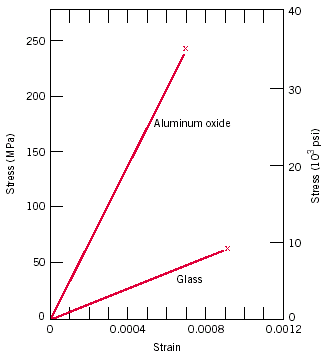 40
250
200
150
100
50
0
30
20
10
0
Stress (MPa)
Stress (10³ psi)
Aluminum oxide
Glass
x
x
0
0.0004
0.0008
0.0012
Strain